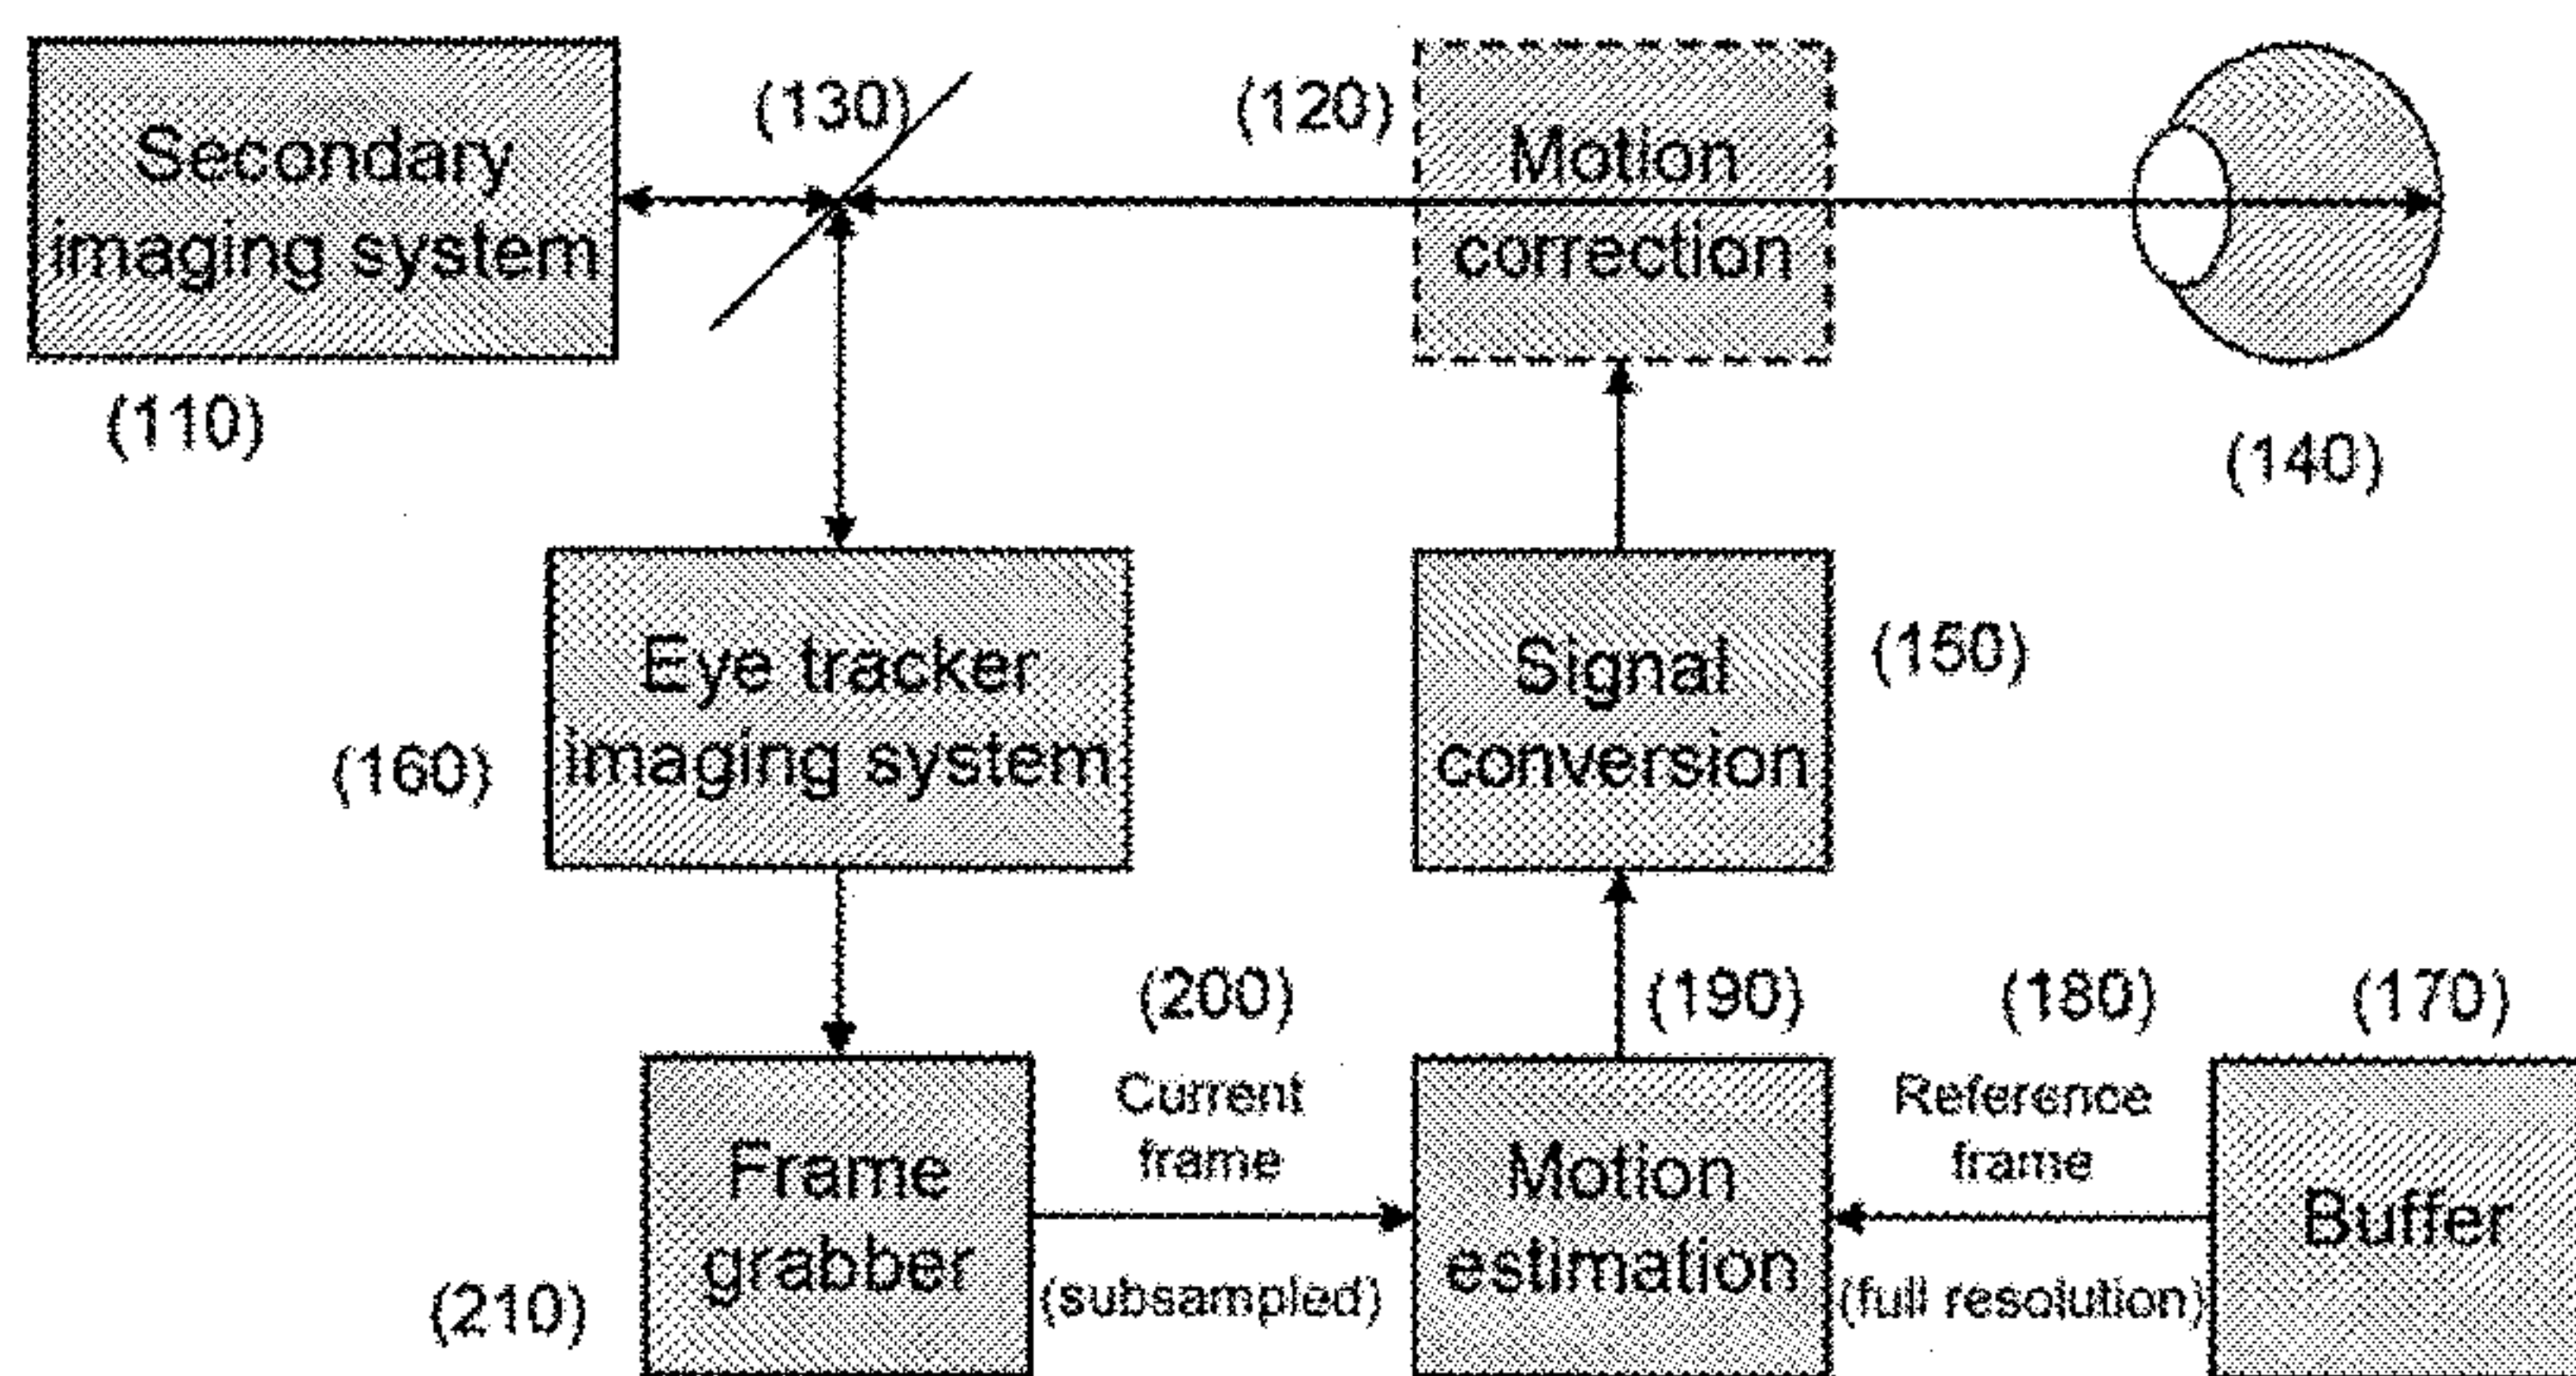 Secondary
imaging system
(110)
(130)
(120)
Motion
correction
(140)
Eye tracker
imaging system
(160)
Signal
conversion
(150)
Frame
grabber
(210)
(200)
Current
frame
(subsampled)
Motion
estimation
(190)
(180)
Reference
frame
(full resolution)
(170)
Buffer